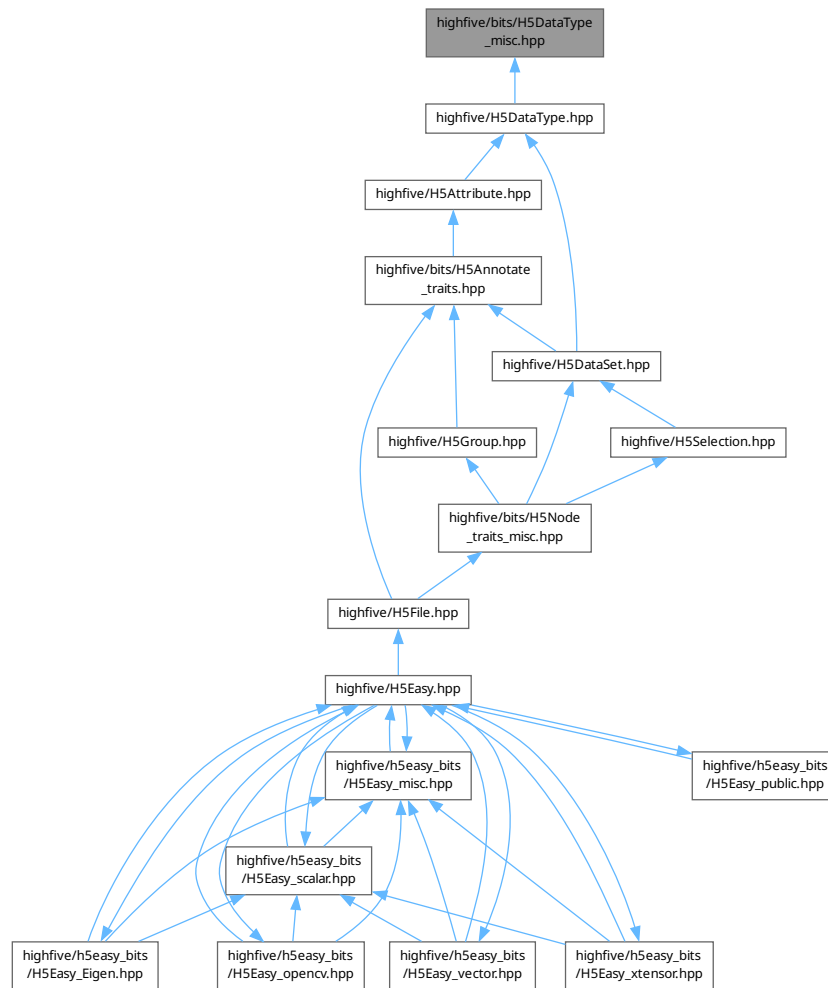 highfive/bits/H5DataType
_misc.hpp
highfive/H5DataType.hpp
highfive/H5Attribute.hpp
highfive/bits/H5Annotate
_traits.hpp
highfive/H5DataSet.hpp
highfive/H5Group.hpp
highfive/H5Selection.hpp
highfive/bits/H5Node
_traits_misc.hpp
highfive/H5File.hpp
highfive/H5Easy.hpp
highfive/h5easy_bits
/H5Easy_misc.hpp
highfive/h5easy_bits
/H5Easy_public.hpp
highfive/h5easy_bits
/H5Easy_scalar.hpp
highfive/h5easy_bits
/H5Easy_Eigen.hpp
highfive/h5easy_bits
/H5Easy_opencv.hpp
highfive/h5easy_bits
/H5Easy_vector.hpp
highfive/h5easy_bits
/H5Easy_xtensor.hpp